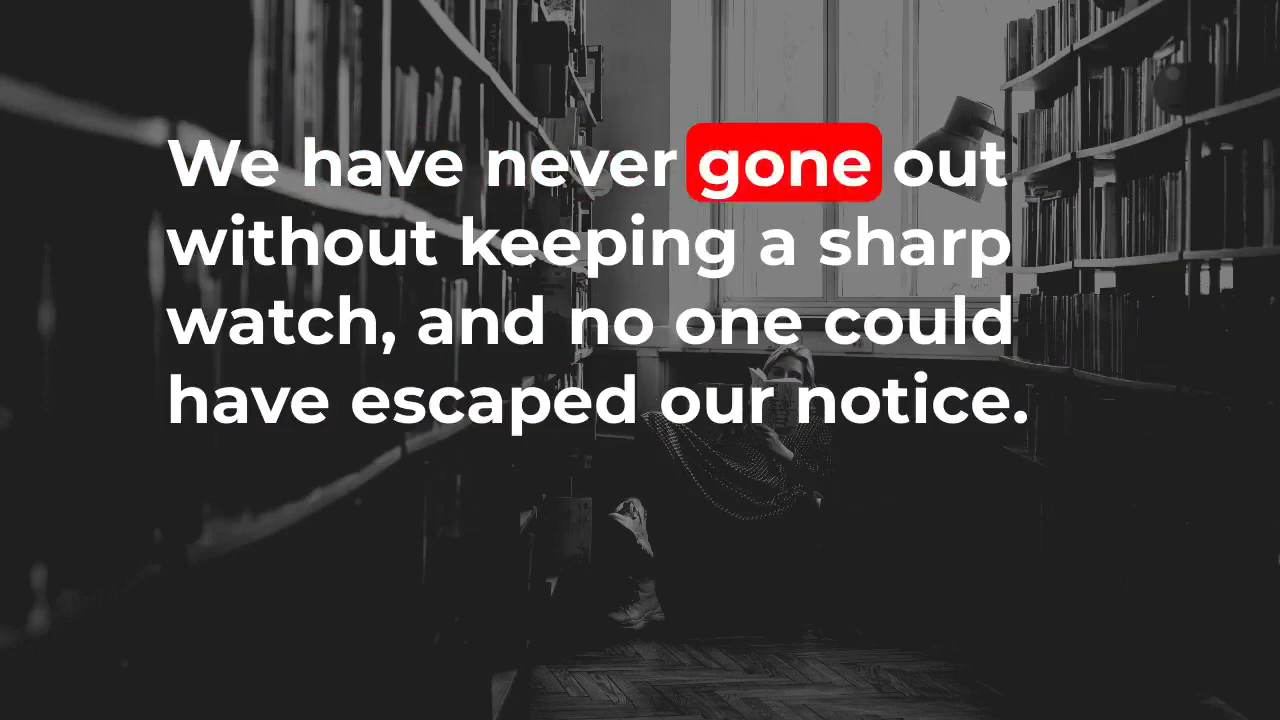 We have never gone out
without keeping a sharp
watch, and no one could
have escaped our notice.